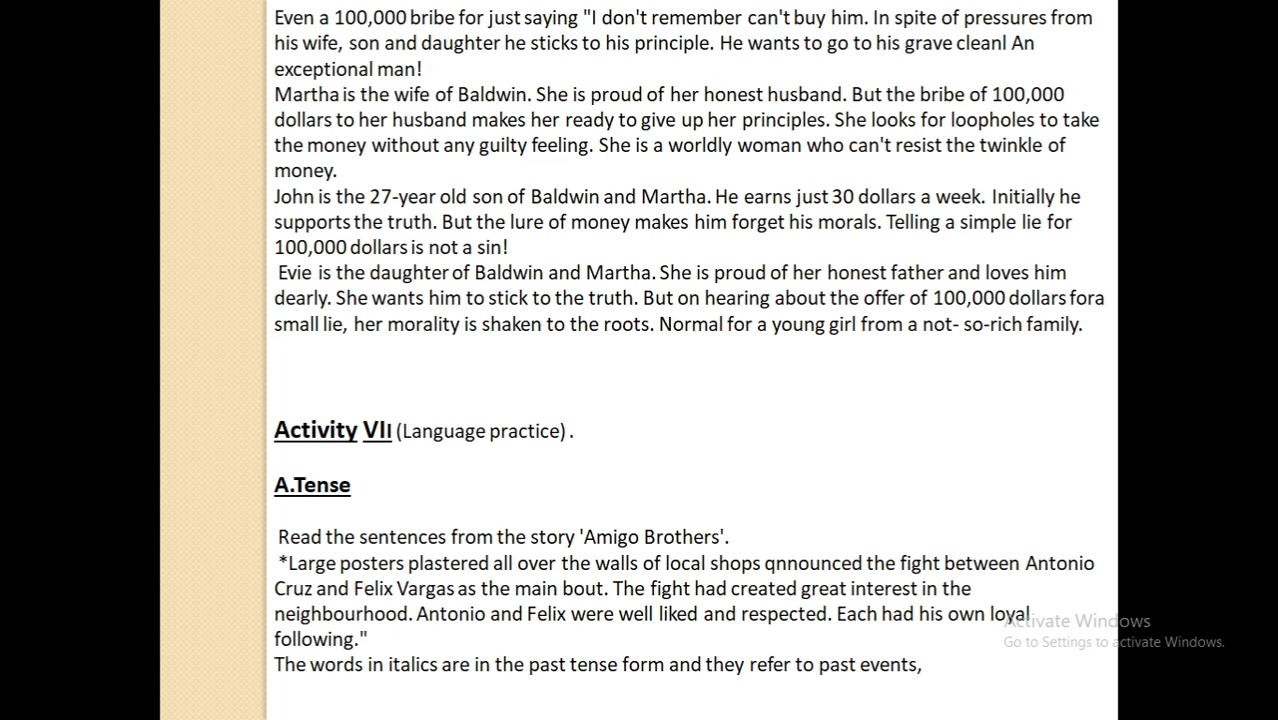 Even a 100,000 bribe for just saying "I don't remember can't buy him. In spite of pressures from
his wife, son and daughter he sticks to his principle. He wants to go to his grave cleanl An
exceptional man!
Martha is the wife of Baldwin. She is proud of her honest husband. But the bribe of 100,000
dollars to her husband makes her ready to give up her principles. She looks for loopholes to take
the money without any guilty feeling. She is a worldly woman who can't resist the twinkle of
money.
John is the 27-year old son of Baldwin and Martha. He earns just 30 dollars a week. Initially he
supports the truth. But the lure of money makes him forget his morals. Telling a simple lie for
100,000 dollars is not a sin!
Evie is the daughter of Baldwin and Martha. She is proud of her honest father and loves him
dearly. She wants him to stick to the truth. But on hearing about the offer of 100,000 dollars fora
small lie, her morality is shaken to the roots. Normal for a young girl from a not- so-rich family.
Activity VII (Language practice) .
A.Tense
Read the sentences from the story 'Amigo Brothers'.
*Large posters plastered all over the walls of local shops qnnounced the fight between Antonio
Cruz and Felix Vargas as the main bout. The fight had created great interest in the
neighbourhood. Antonio and Felix were well liked and respected. Each had his own loyal
following."
The words in italics are in the past tense form and they refer to past events,
Activate Windows
Go to Settings to activate Windows.